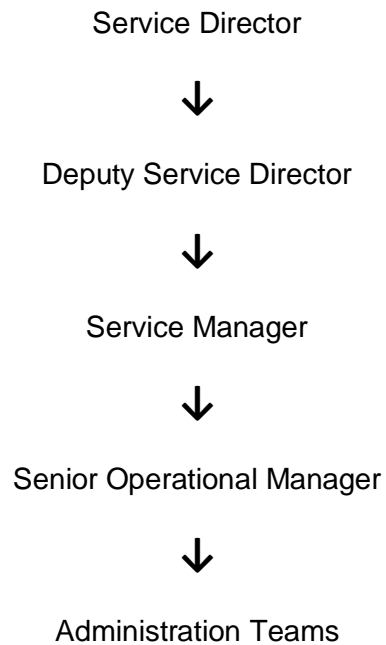 Service Director
Deputy Service Director
Service Manager
Senior Operational Manager
Administration Teams